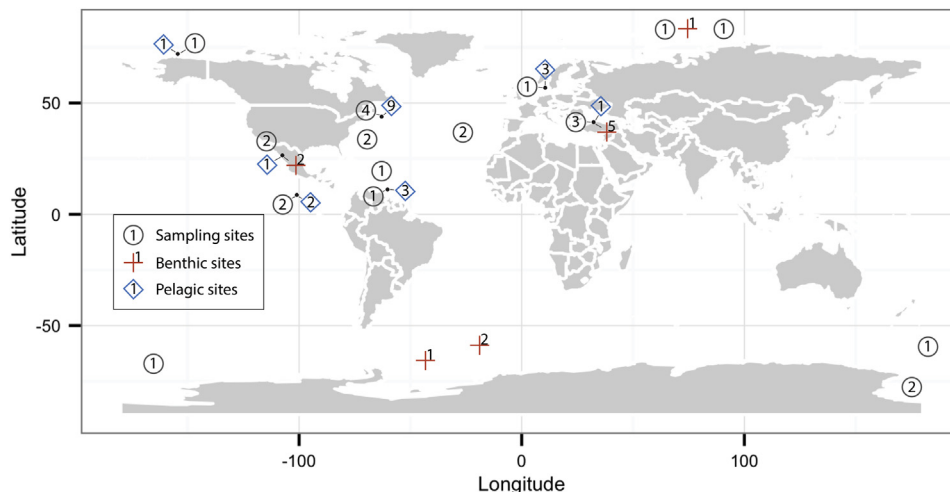 1 1 1
1 1 3
1 1
50
4 9
2 3 5
2 2
1 2
1
1 3
2 2
0
1 Sampling sites
1 Benthic sites
1 Pelagic sites
-50
2
1 1 1
2
-100 0 100
Longitude
Latitude